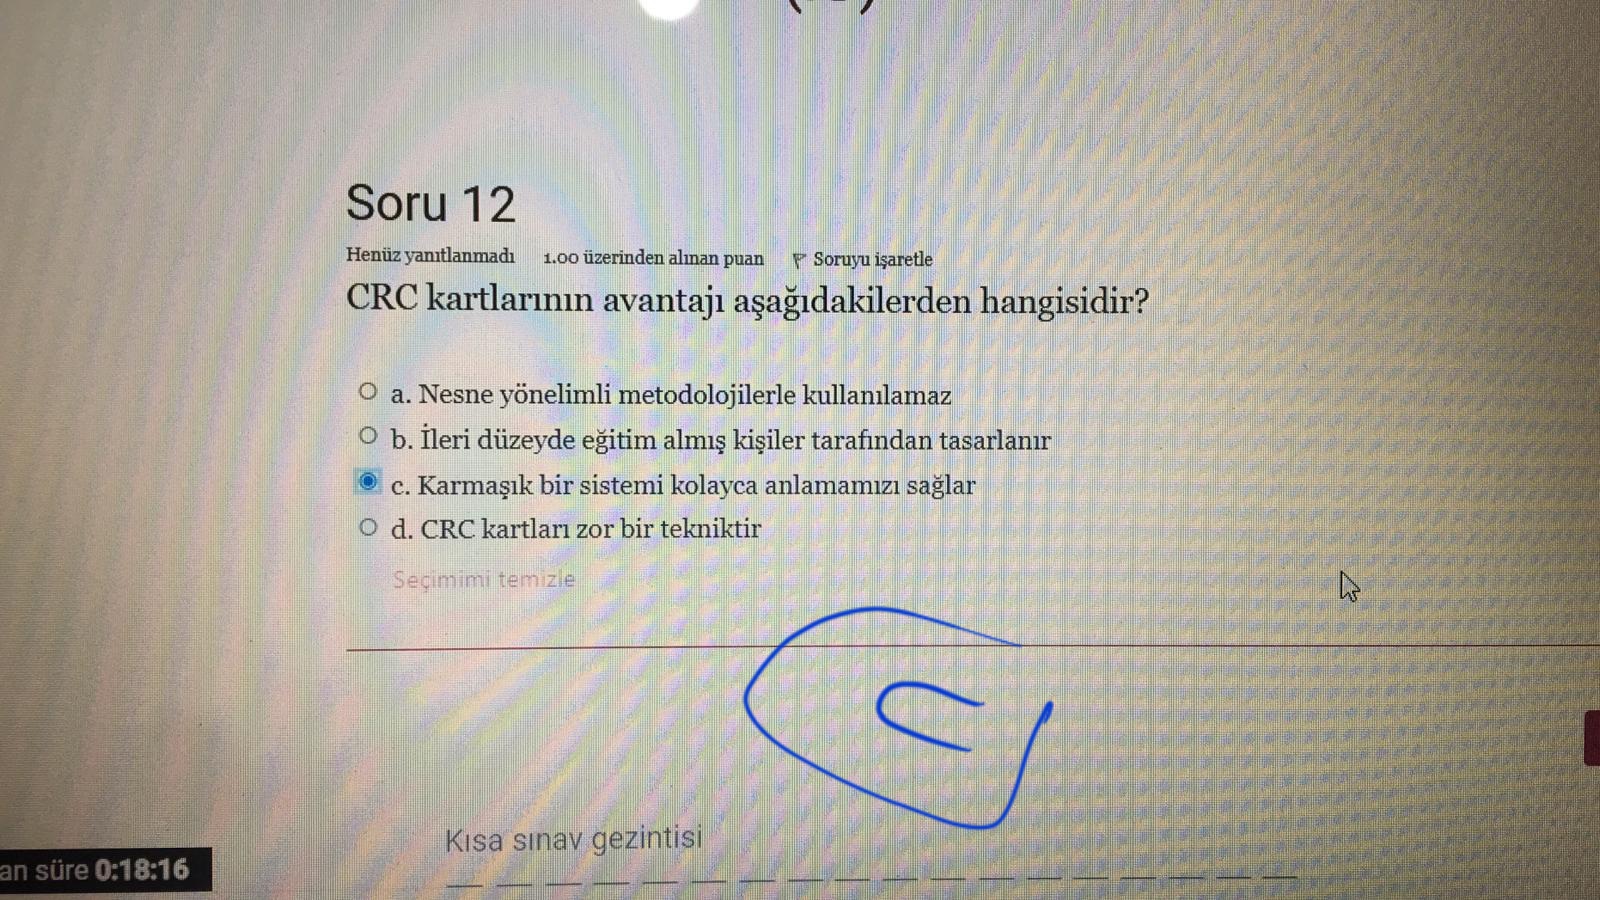 Soru 12
Henüz yanıtlanmadı 1.00 üzerinden alınan puan Soruyu işaretle
CRC kartlarının avantajı aşağıdakilerden hangisidir?
a. Nesne yönelimli metodolojilerle kullanılamaz
b. İleri düzeyde eğitim almış kişiler tarafından tasarlanır
c. Karmaşık bir sistemi kolayca anlamamızı sağlar
d. CRC kartları zor bir tekniktir
Seçimimi temizle
C
Kısa sınav gezintisi
süre 0:18:16